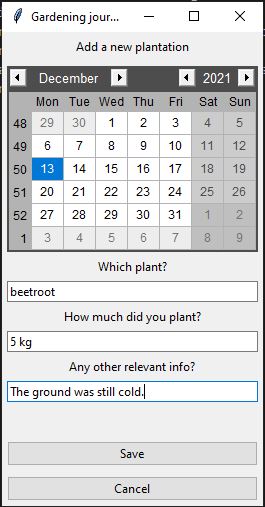 Gardening jour...
Add a new plantation
December 2021
Mon Tue Wed Thu Fri Sat Sun
48 29 30 1 2 3 4 5
49 6 7 8 9 10 11 12
50 13 14 15 16 17 18 19
51 20 21 22 23 24 25 26
52 27 28 29 30 31 1 2
1 3 4 5 6 7 8 9
Which plant?
beetroot
How much did you plant?
5 kg
Any other relevant info?
The ground was still cold.
Save
Cancel